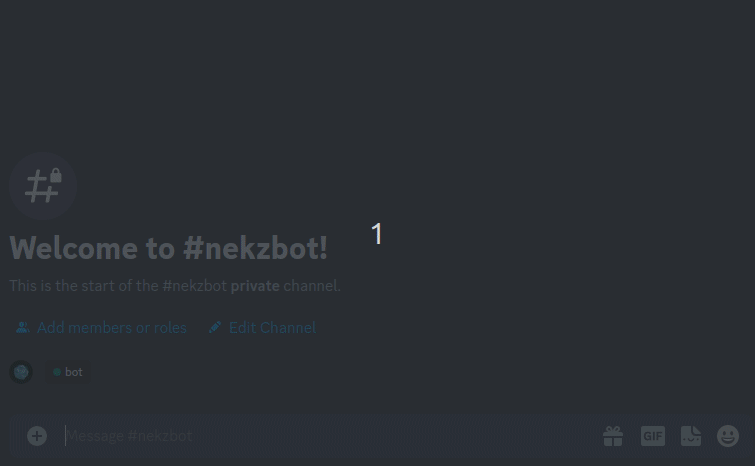 1
Welcome to #nekzbot!
This is the start of the #nekzbot private channel.
Add members or roles Edit Channel
bot
Message #nekzbot GIF